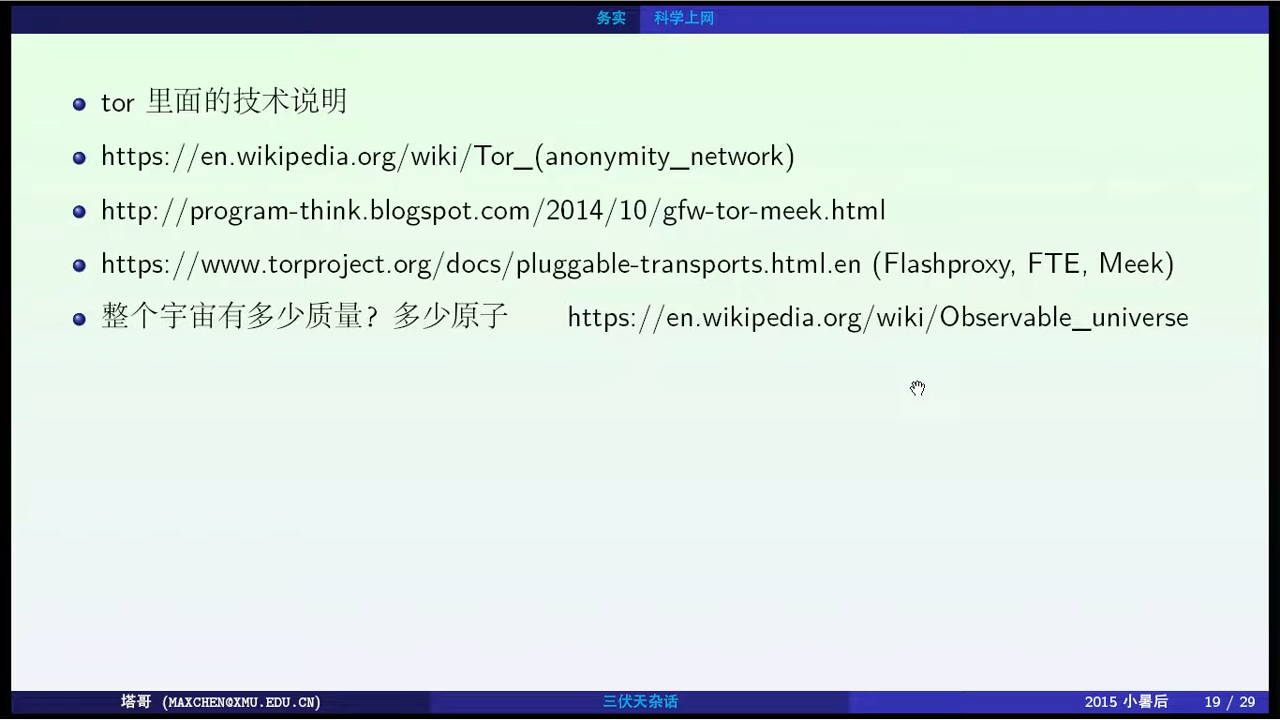 务实 科学上网
tor 里面的技术说明
https://en.wikipedia.org/wiki/Tor_(anonymity_network)
http://program-think.blogspot.com/2014/10/gfw-tor-meek.html
https://www.torproject.org/docs/pluggable-transports.html.en (Flashproxy, FTE, Meek)
整个宇宙有多少质量? 多少原子 https://en.wikipedia.org/wiki/Observable_universe
塔哥 (MAXCHEN@XMU.EDU.CN) 三伏天杂话 2015 小暑后 19 / 29